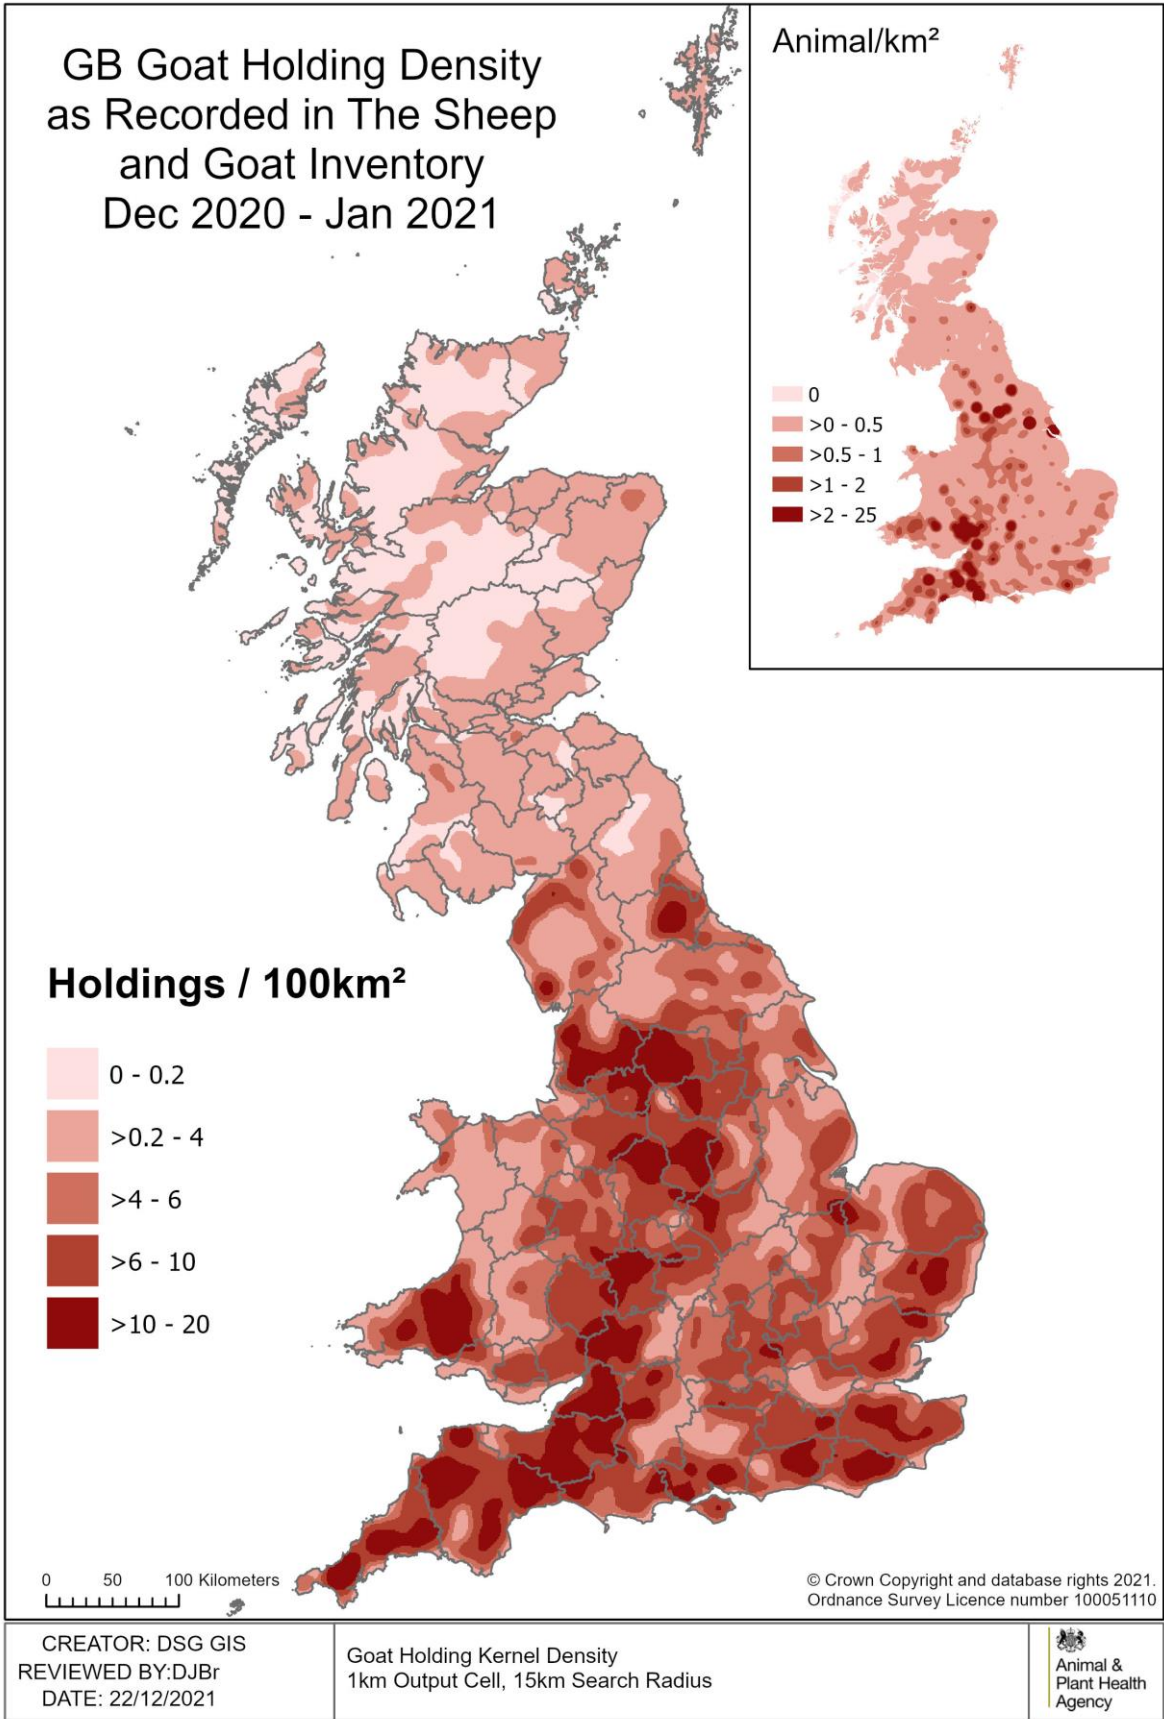 GB Goat Holding Density
as Recorded in The Sheep
and Goat Inventory
Dec 2020 - Jan 2021
Animal/km²
0
>0 - 0.5
>0.5 - 1
>1 - 2
>2 - 25
Holdings / 100km²
0 - 0.2
>0.2 - 4
>4 - 6
>6 - 10
>10 - 20
0 50 100 Kilometers
© Crown Copyright and database rights 2021.
Ordnance Survey Licence number 100051110
CREATOR: DSG GIS
REVIEWED BY:DJBr
DATE: 22/12/2021
Goat Holding Kernel Density
1km Output Cell, 15km Search Radius
Animal &
Plant Health
Agency